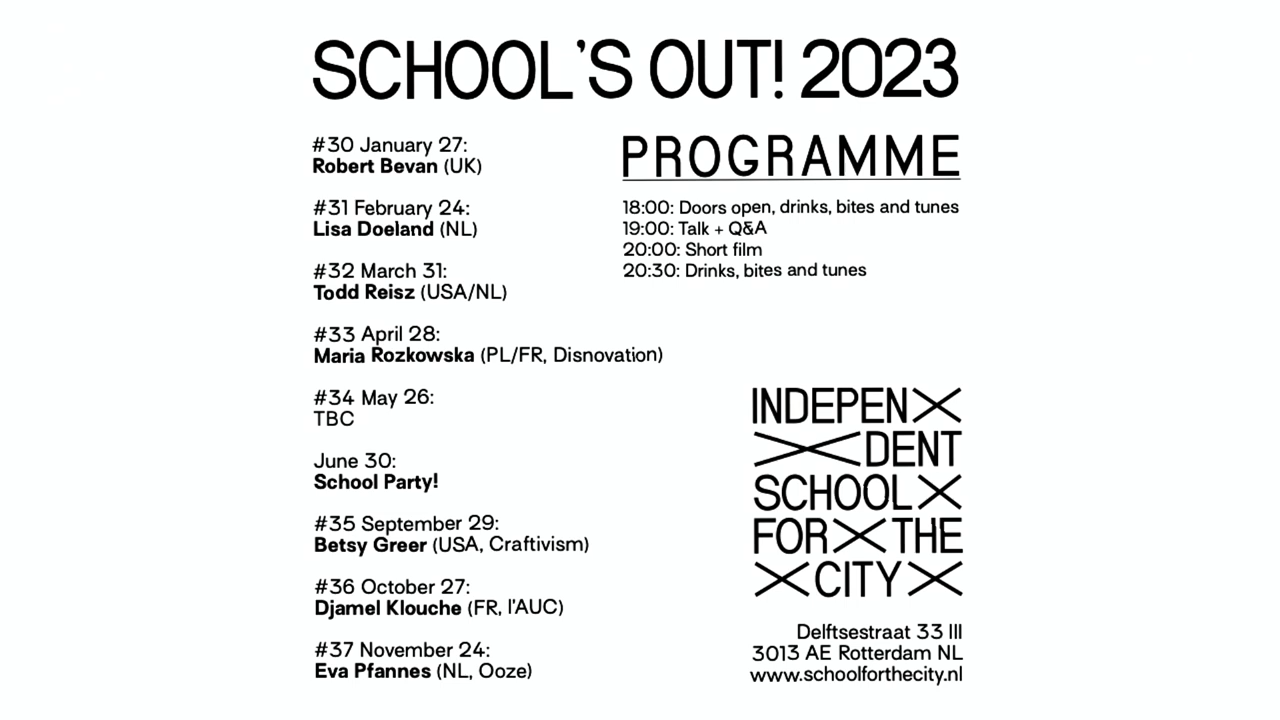 SCHOOL'S OUT! 2023
#30 January 27:
Robert Bevan (UK)
#31 February 24:
Lisa Doeland (NL)
#32 March 31:
Todd Reisz (USA/NL)
#33 April 28:
Maria Rozkowska (PL/FR, Disnovation)
#34 May 26:
TBC
June 30:
School Party!
#35 September 29:
Betsy Greer (USA, Craftivism)
#36 October 27:
Djamel Klouche (FR, l'AUC)
#37 November 24:
Eva Pfannes (NL, Ooze)
PROGRAMME
18:00: Doors open, drinks, bites and tunes
19:00: Talk + Q&A
20:00: Short film
20:30: Drinks, bites and tunes
INDEPEN
DENT
SCHOOL
FOR THE
CITY
Delftsestraat 33 III
3013 AE Rotterdam NL
www.schoolforthecity.nl